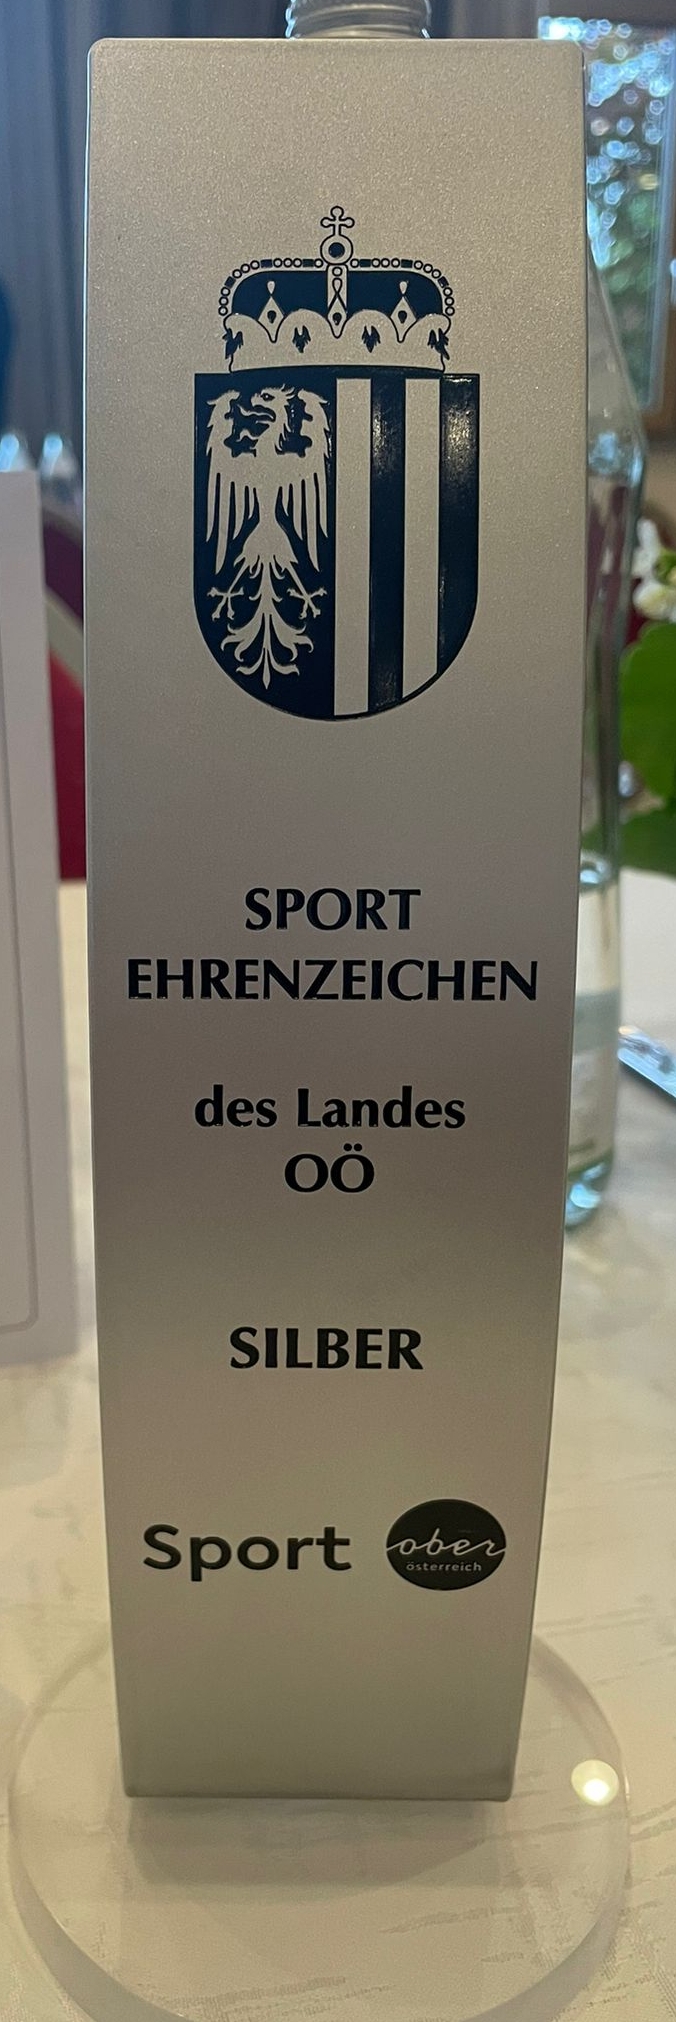 SPORT
EHRENZEICHEN
des Landes
OÖ
SILBER
Sport
ober
österreich